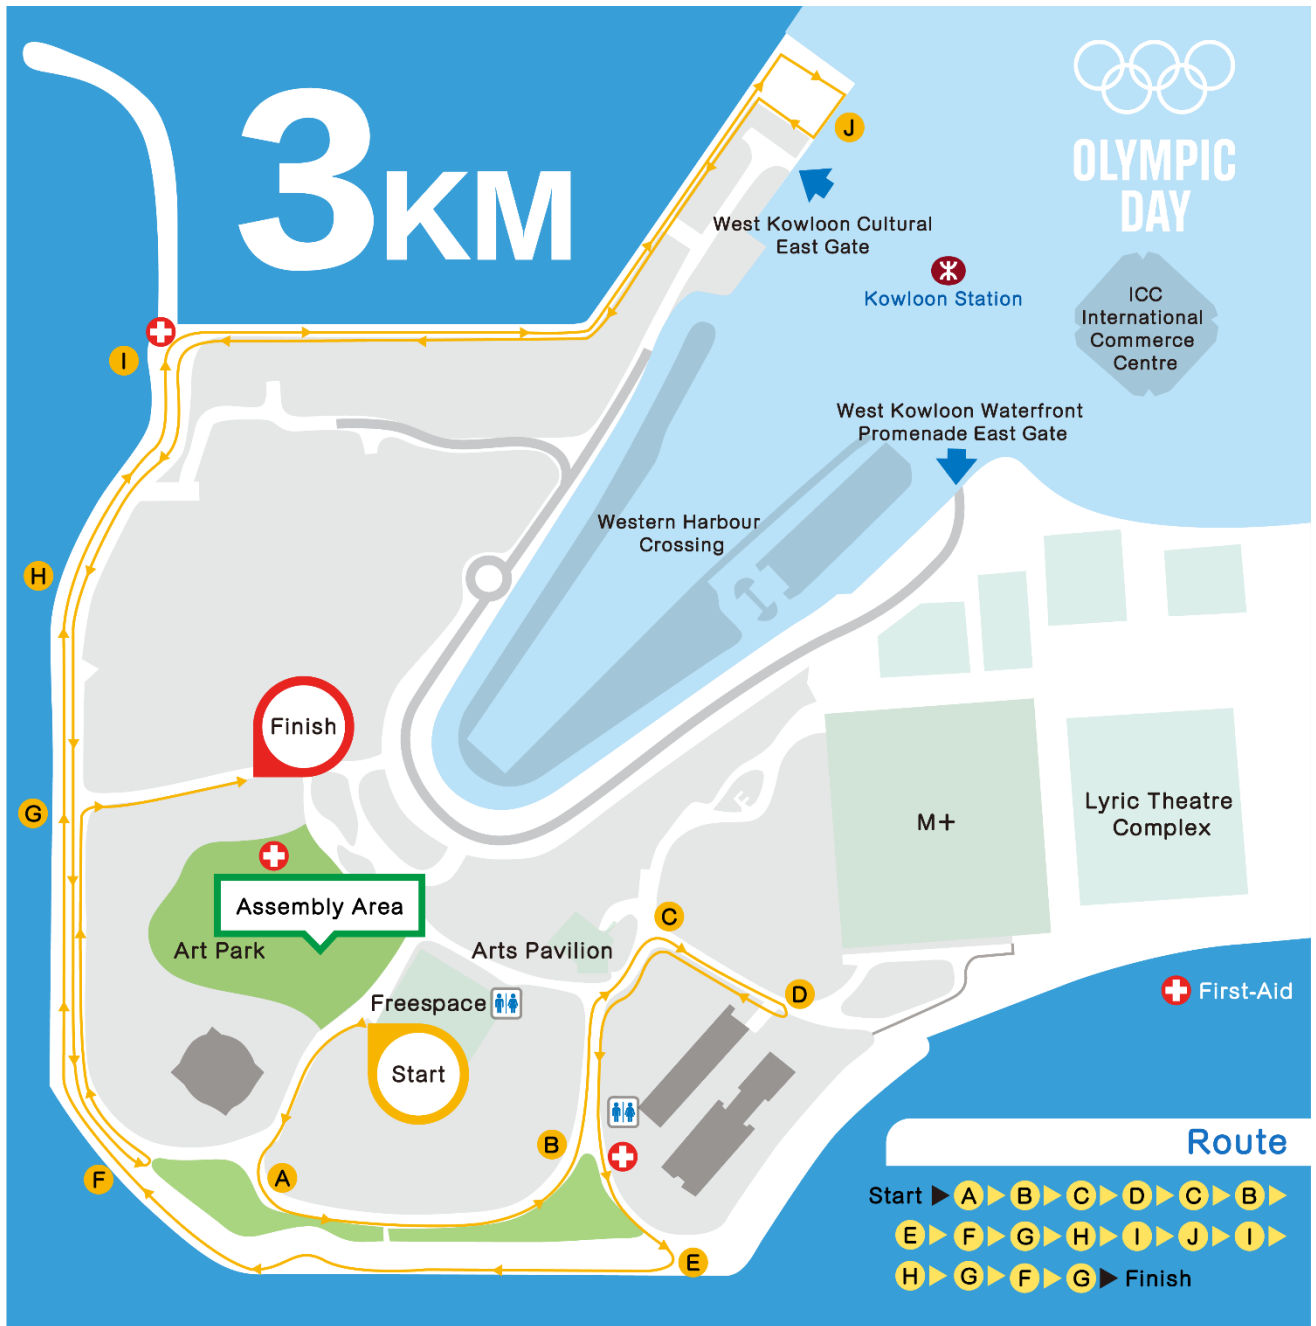 3KM
OLYMPIC
DAY
J
West Kowloon Cultural
East Gate
Kowloon Station
ICC
International
Commerce
Centre
I
West Kowloon Waterfront
Promenade East Gate
Western Harbour
Crossing
H
Finish
G
M+
Lyric Theatre
Complex
Assembly Area
C
Art Park
Arts Pavilion
D
Freespace
First-Aid
Start
B
A
F
E
Route
Start A B C D C B
E F G H I J I
H G F G Finish